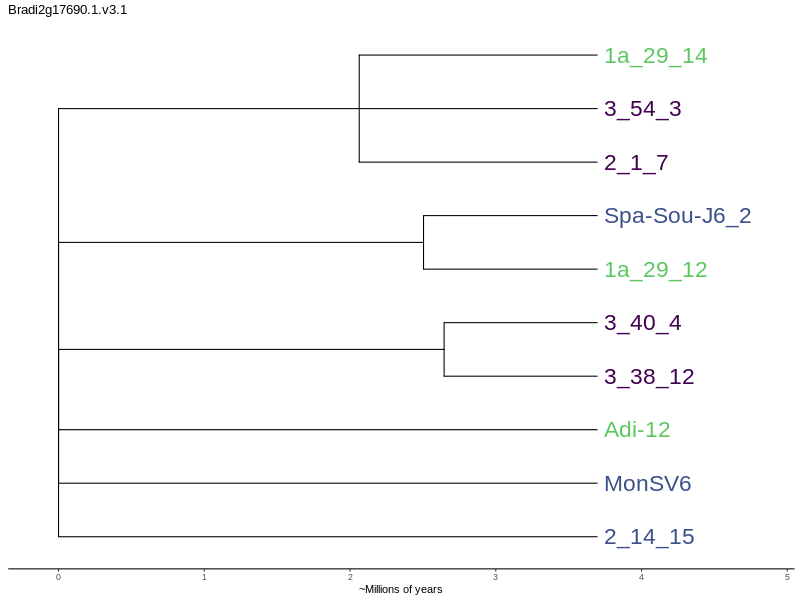 Bradi2g17690.1.v3.1
1a_29_14
3_54_3
2_1_7
Spa-Sou-J6_2
1a_29_12
3_40_4
3_38_12
Adi-12
MonSV6
2_14_15
0 1 2 3 4 5
~Millions of years